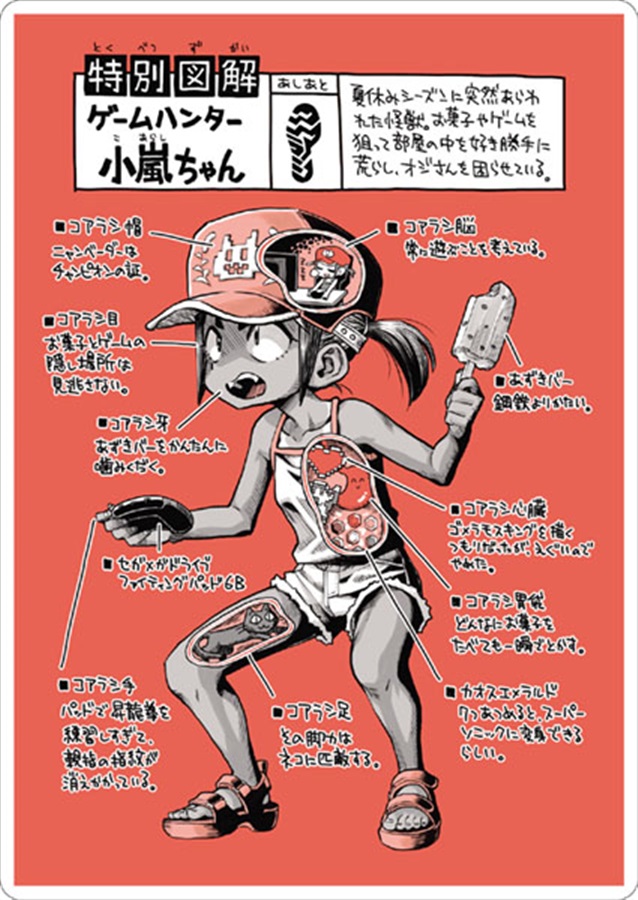 とくべつずかい
特別図解
ゲームハンター
こあらし
小嵐ちゃん
あしあと
夏休みシーズンに突然あらわ
れた怪獣。お菓子やゲームを
狙って部屋の中を好き勝手に
荒らし、オジさんを困らせている。
■コアラシ帽
ニャンベーダーは
チャンピオンの証。
■コアラシ脳
常に遊ぶことを考えている。
■コアラシ目
お菓子とゲームの
隠し場所は
見逃さない。
■あずきバー
鋼鉄よりかたい。
■コアラシ牙
あずきバーをかんたんに
噛みくだく。
■コアラシ心臓
ゴメラモスキングを描く
つもりだったが、えぐいので
やめた。
■セガメガドライブ
ファイティングパッド6B
■コアラシ胃袋
どんなにお菓子を
たべても一瞬でとかす。
■コアラシ手
パッドで昇龍拳を
練習しすぎて、
親指の指紋が
消えかかっている。
■コアラシ足
その脚力は
ネコに匹敵する。
■カオスエメラルド
7つあつめると、スーパー
ソニックに変身できる
らしい。